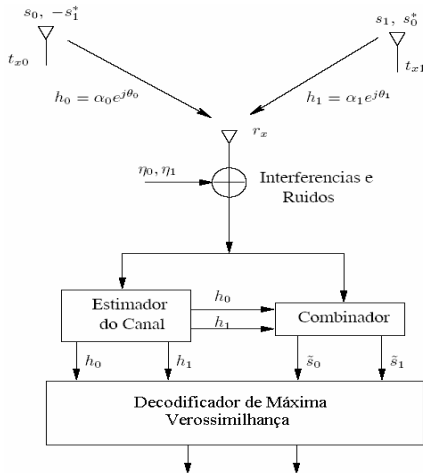 s₀, −s₁*
s₁, s₀*
tₓ₀
tₓ₁
h₀ = α₀e^{jθ₀}
h₁ = α₁e^{jθ₁}
rₓ
η₀, η₁
Interferencias e
Ruidos
Estimador
do Canal
h₀
h₁
Combinador
h₀
h₁
s̃₀
s̃₁
Decodificador de Máxima
Verossimilhança